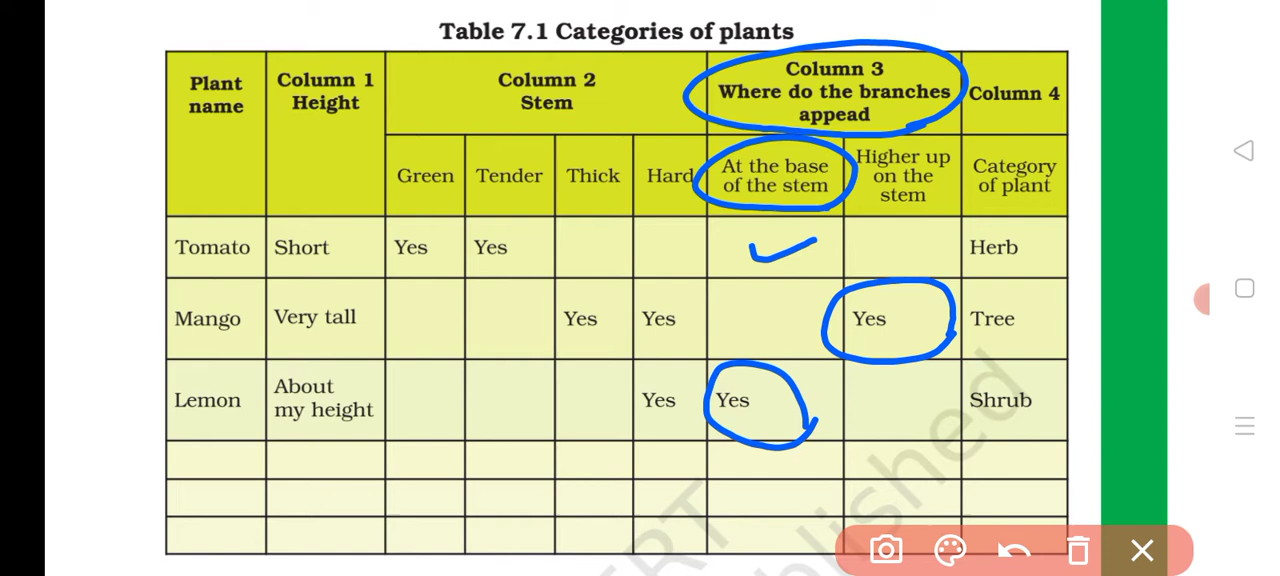 Table 7.1 Categories of plants
Plant name Column 1 Height Column 2 Stem Column 3 Where do the branches appead Column 4
Green Tender Thick Hard At the base of the stem Higher up on the stem Category of plant
Tomato Short Yes Yes Herb
Mango Very tall Yes Yes Yes Tree
Lemon About my height Yes Yes Shrub